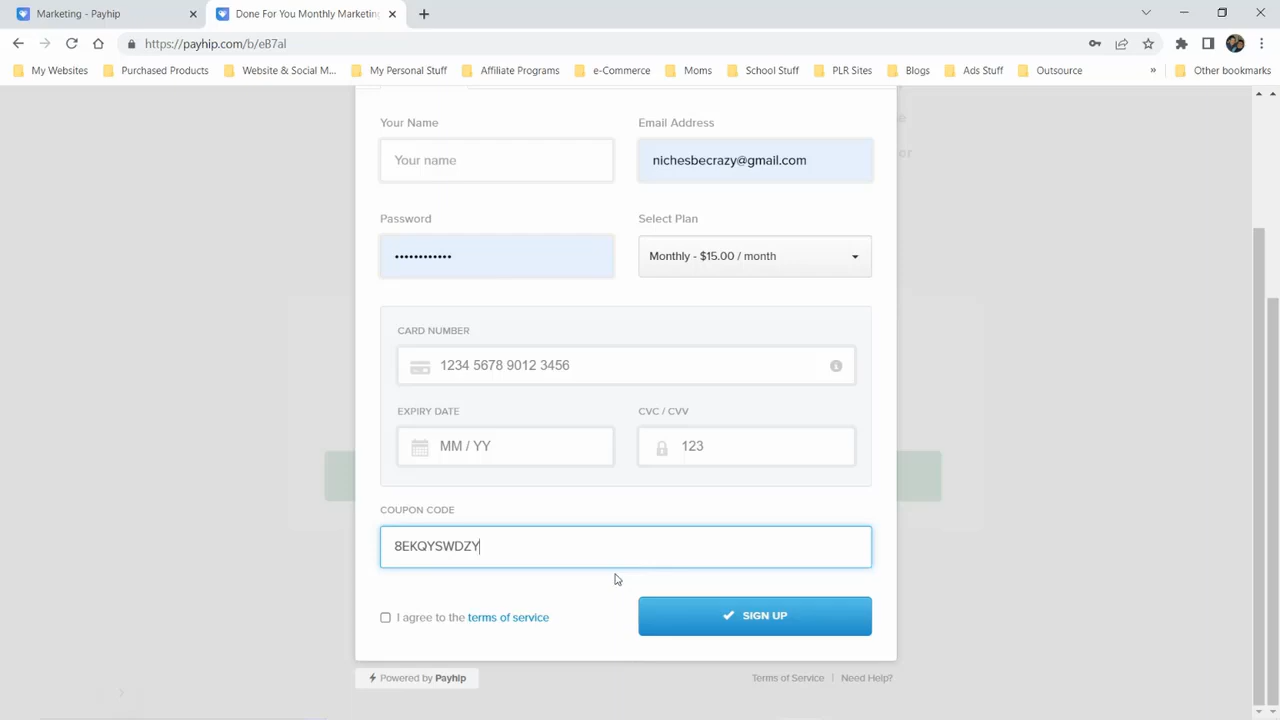 Marketing - Payhip
Done For You Monthly Marketing
https://payhip.com/b/eB7al
My Websites
Purchased Products
Website & Social M...
My Personal Stuff
Affiliate Programs
e-Commerce
Moms
School Stuff
PLR Sites
Blogs
Ads Stuff
Outsource
»
Other bookmarks
Your Name
Email Address
Your name
nichesbecrazy@gmail.com
Password
Select Plan
••••••••••••
Monthly - $15.00 / month
CARD NUMBER
1234 5678 9012 3456
EXPIRY DATE
CVC / CVV
MM / YY
123
COUPON CODE
8EKQYSWDZY
I agree to the terms of service
SIGN UP
Powered by Payhip
Terms of Service
Need Help?